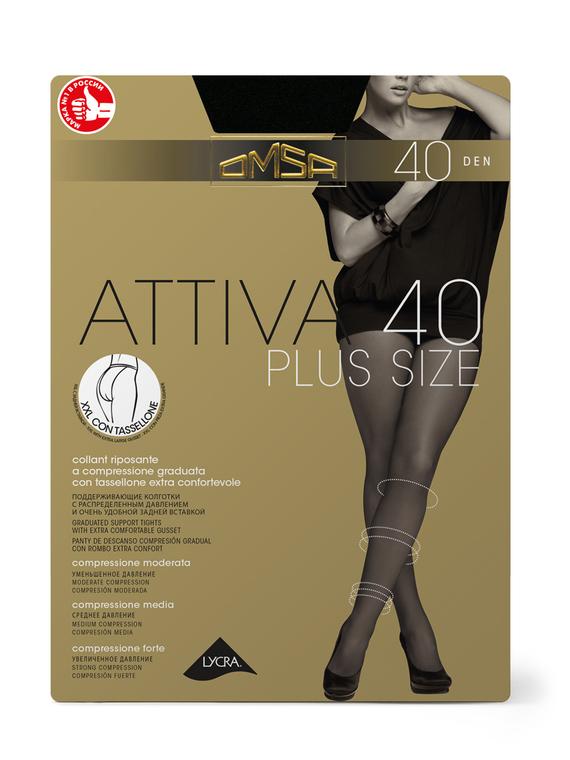 МАРКА №1 В РОССИИ
OMSA
40 DEN
ATTIVA 40
PLUS SIZE
XXL CON TASSELLONE
collant riposante
a compressione graduata
con tassellone extra confortevole
ПОДДЕРЖИВАЮЩИЕ КОЛГОТКИ
С РАСПРЕДЕЛЕННЫМ ДАВЛЕНИЕМ
И ОЧЕНЬ УДОБНОЙ ЗАДНЕЙ ВСТАВКОЙ
GRADUATED SUPPORT TIGHTS
WITH EXTRA COMFORTABLE GUSSET
PANTY DE DESCANSO COMPRESIÓN GRADUAL
CON ROMBO EXTRA CONFORT
compressione moderata
УМЕНЬШЕННОЕ ДАВЛЕНИЕ
MODERATE COMPRESSION
COMPRESIÓN MODERADA
compressione media
СРЕДНЕЕ ДАВЛЕНИЕ
MEDIUM COMPRESSION
COMPRESIÓN MEDIA
compressione forte
УВЕЛИЧЕННОЕ ДАВЛЕНИЕ
STRONG COMPRESSION
COMPRESIÓN FUERTE
LYCRA.